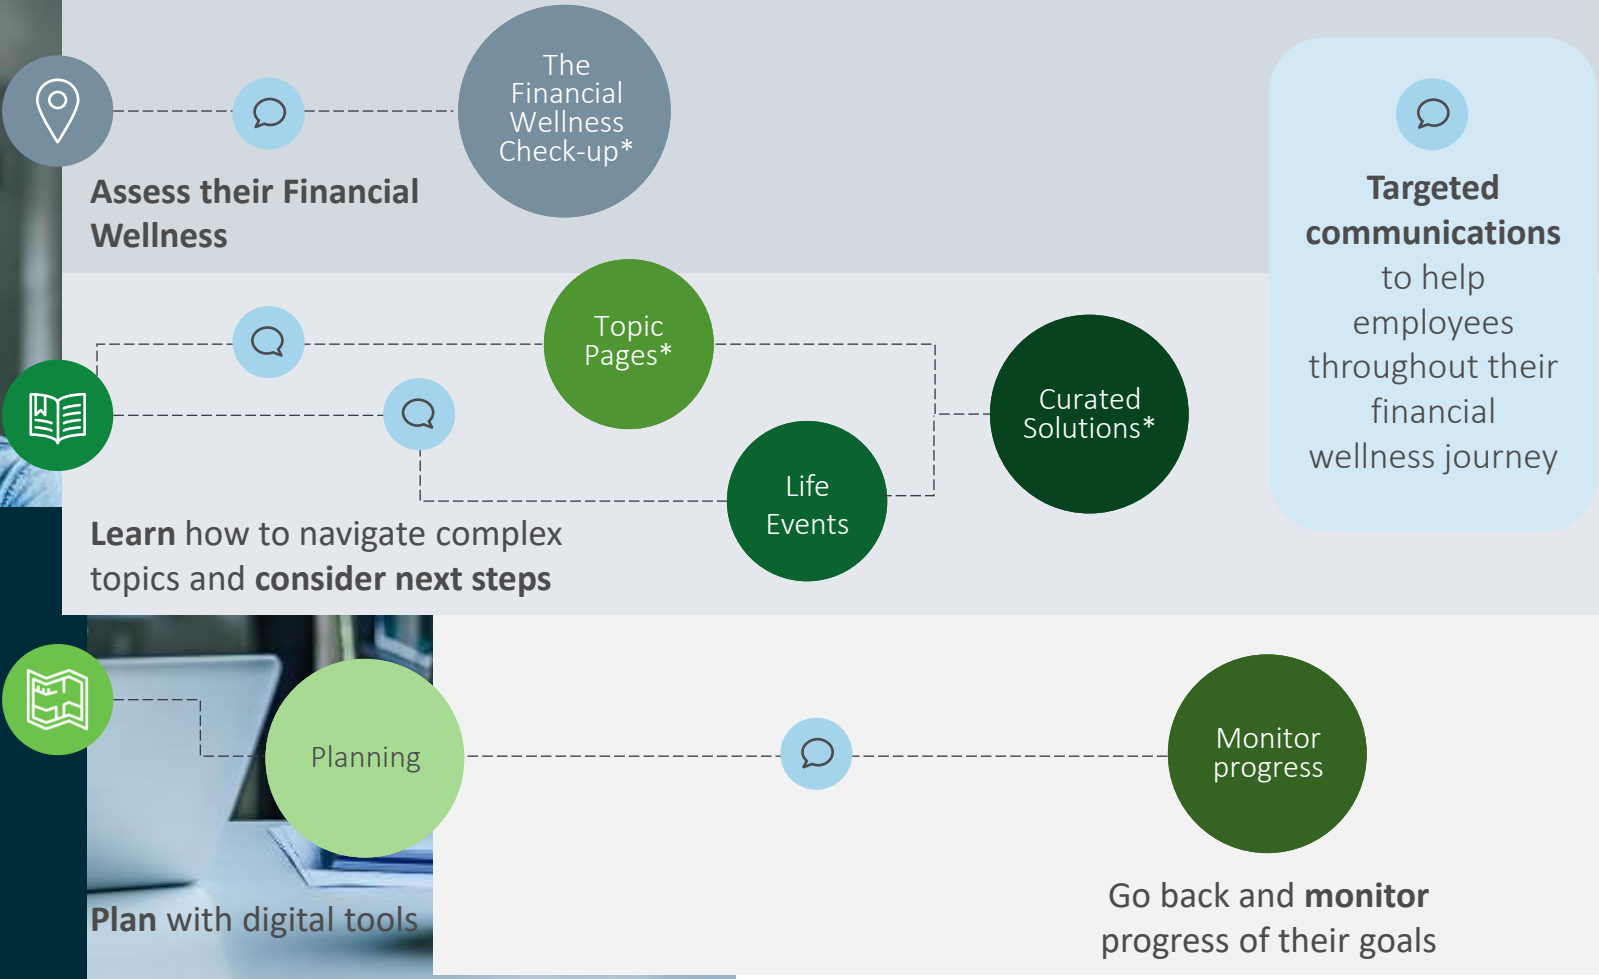 The
Financial
Wellness
Check-up*
Assess their Financial
Wellness
Targeted
communications
to help
employees
throughout their
financial
wellness journey
Topic
Pages*
Curated
Solutions*
Life
Events
Learn how to navigate complex
topics and consider next steps
Planning
Monitor
progress
Plan with digital tools
Go back and monitor
progress of their goals